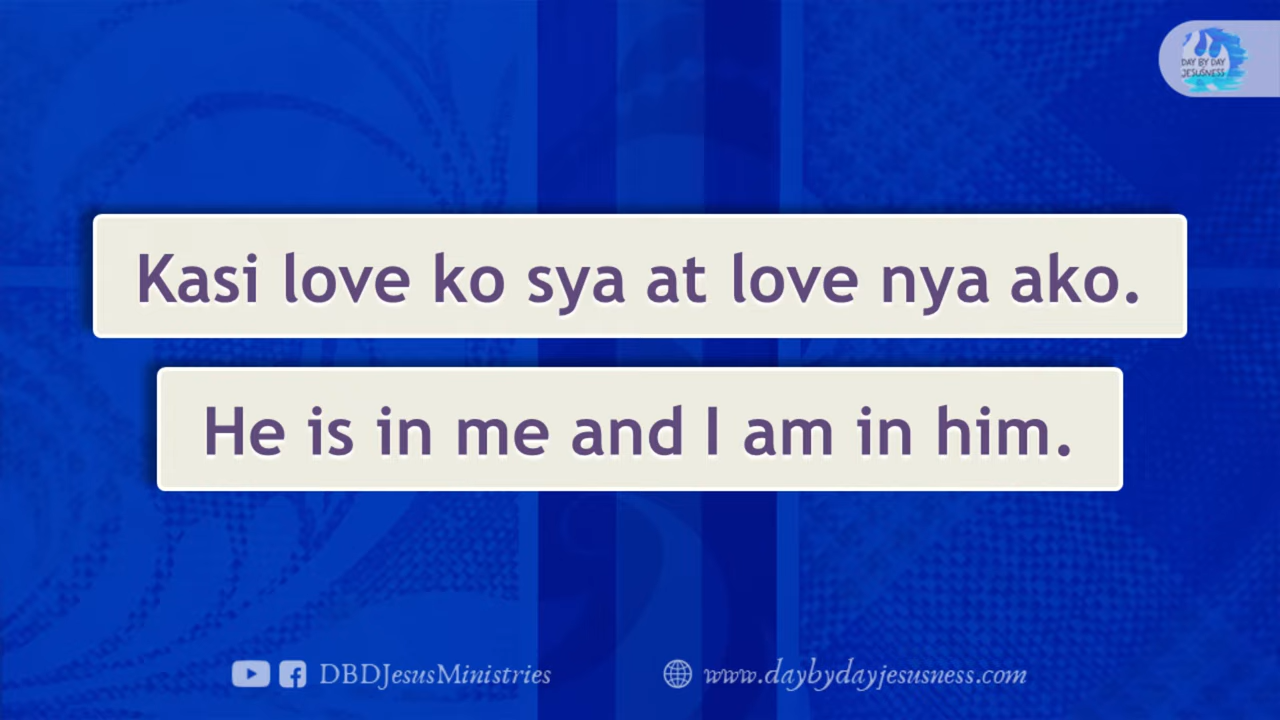 DAY BY DAY
JESUSNESS
Kasi love ko sya at love nya ako.
He is in me and I am in him.
DBDJesusMinistries
www.daybydayjesusness.com